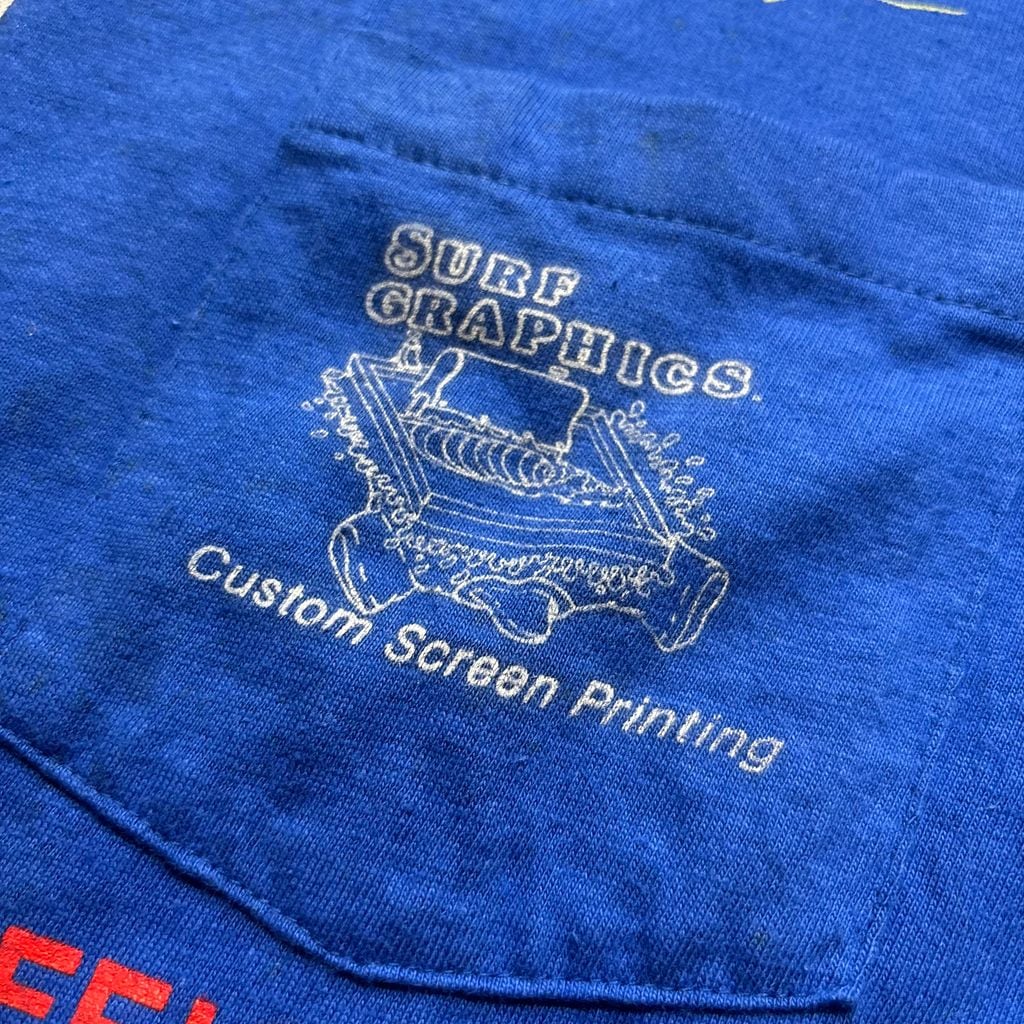 SURF
GRAPHICS
Custom Screen Printing